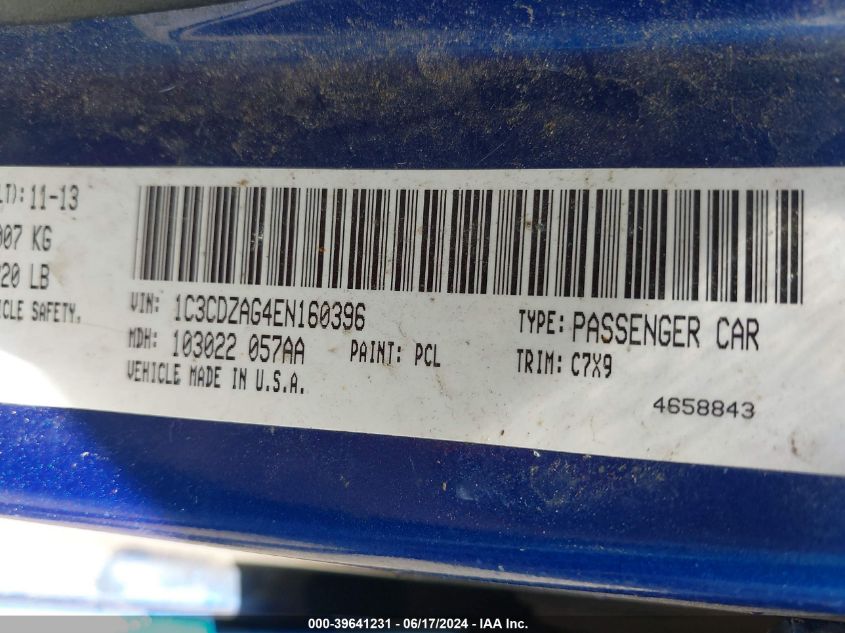 LT): 11-13
007 KG
20 LB
ICLE SAFETY.
VIN: 1C3CDZAG4EN160396
TYPE: PASSENGER CAR
MDH: 103022 057AA PAINT: PCL
TRIM: C7X9
VEHICLE MADE IN U.S.A.
4658843
000-39641231 - 06/17/2024 - IAA Inc.